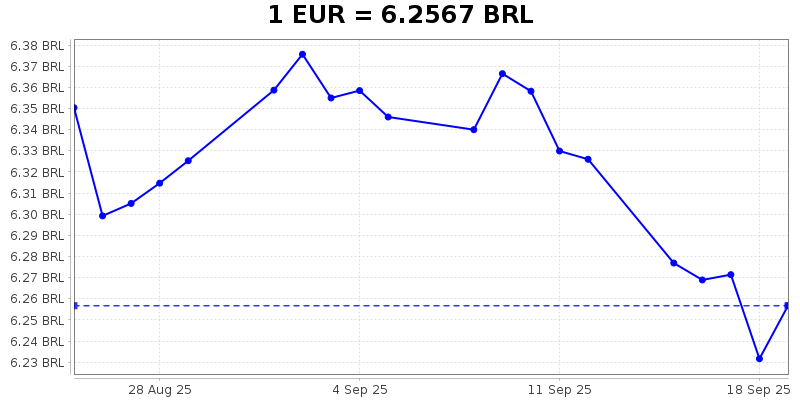 1 EUR = 6.2567 BRL
6.38 BRL
6.37 BRL
6.36 BRL
6.35 BRL
6.34 BRL
6.33 BRL
6.32 BRL
6.31 BRL
6.30 BRL
6.29 BRL
6.28 BRL
6.27 BRL
6.26 BRL
6.25 BRL
6.24 BRL
6.23 BRL
28 Aug 25 4 Sep 25 11 Sep 25 18 Sep 25